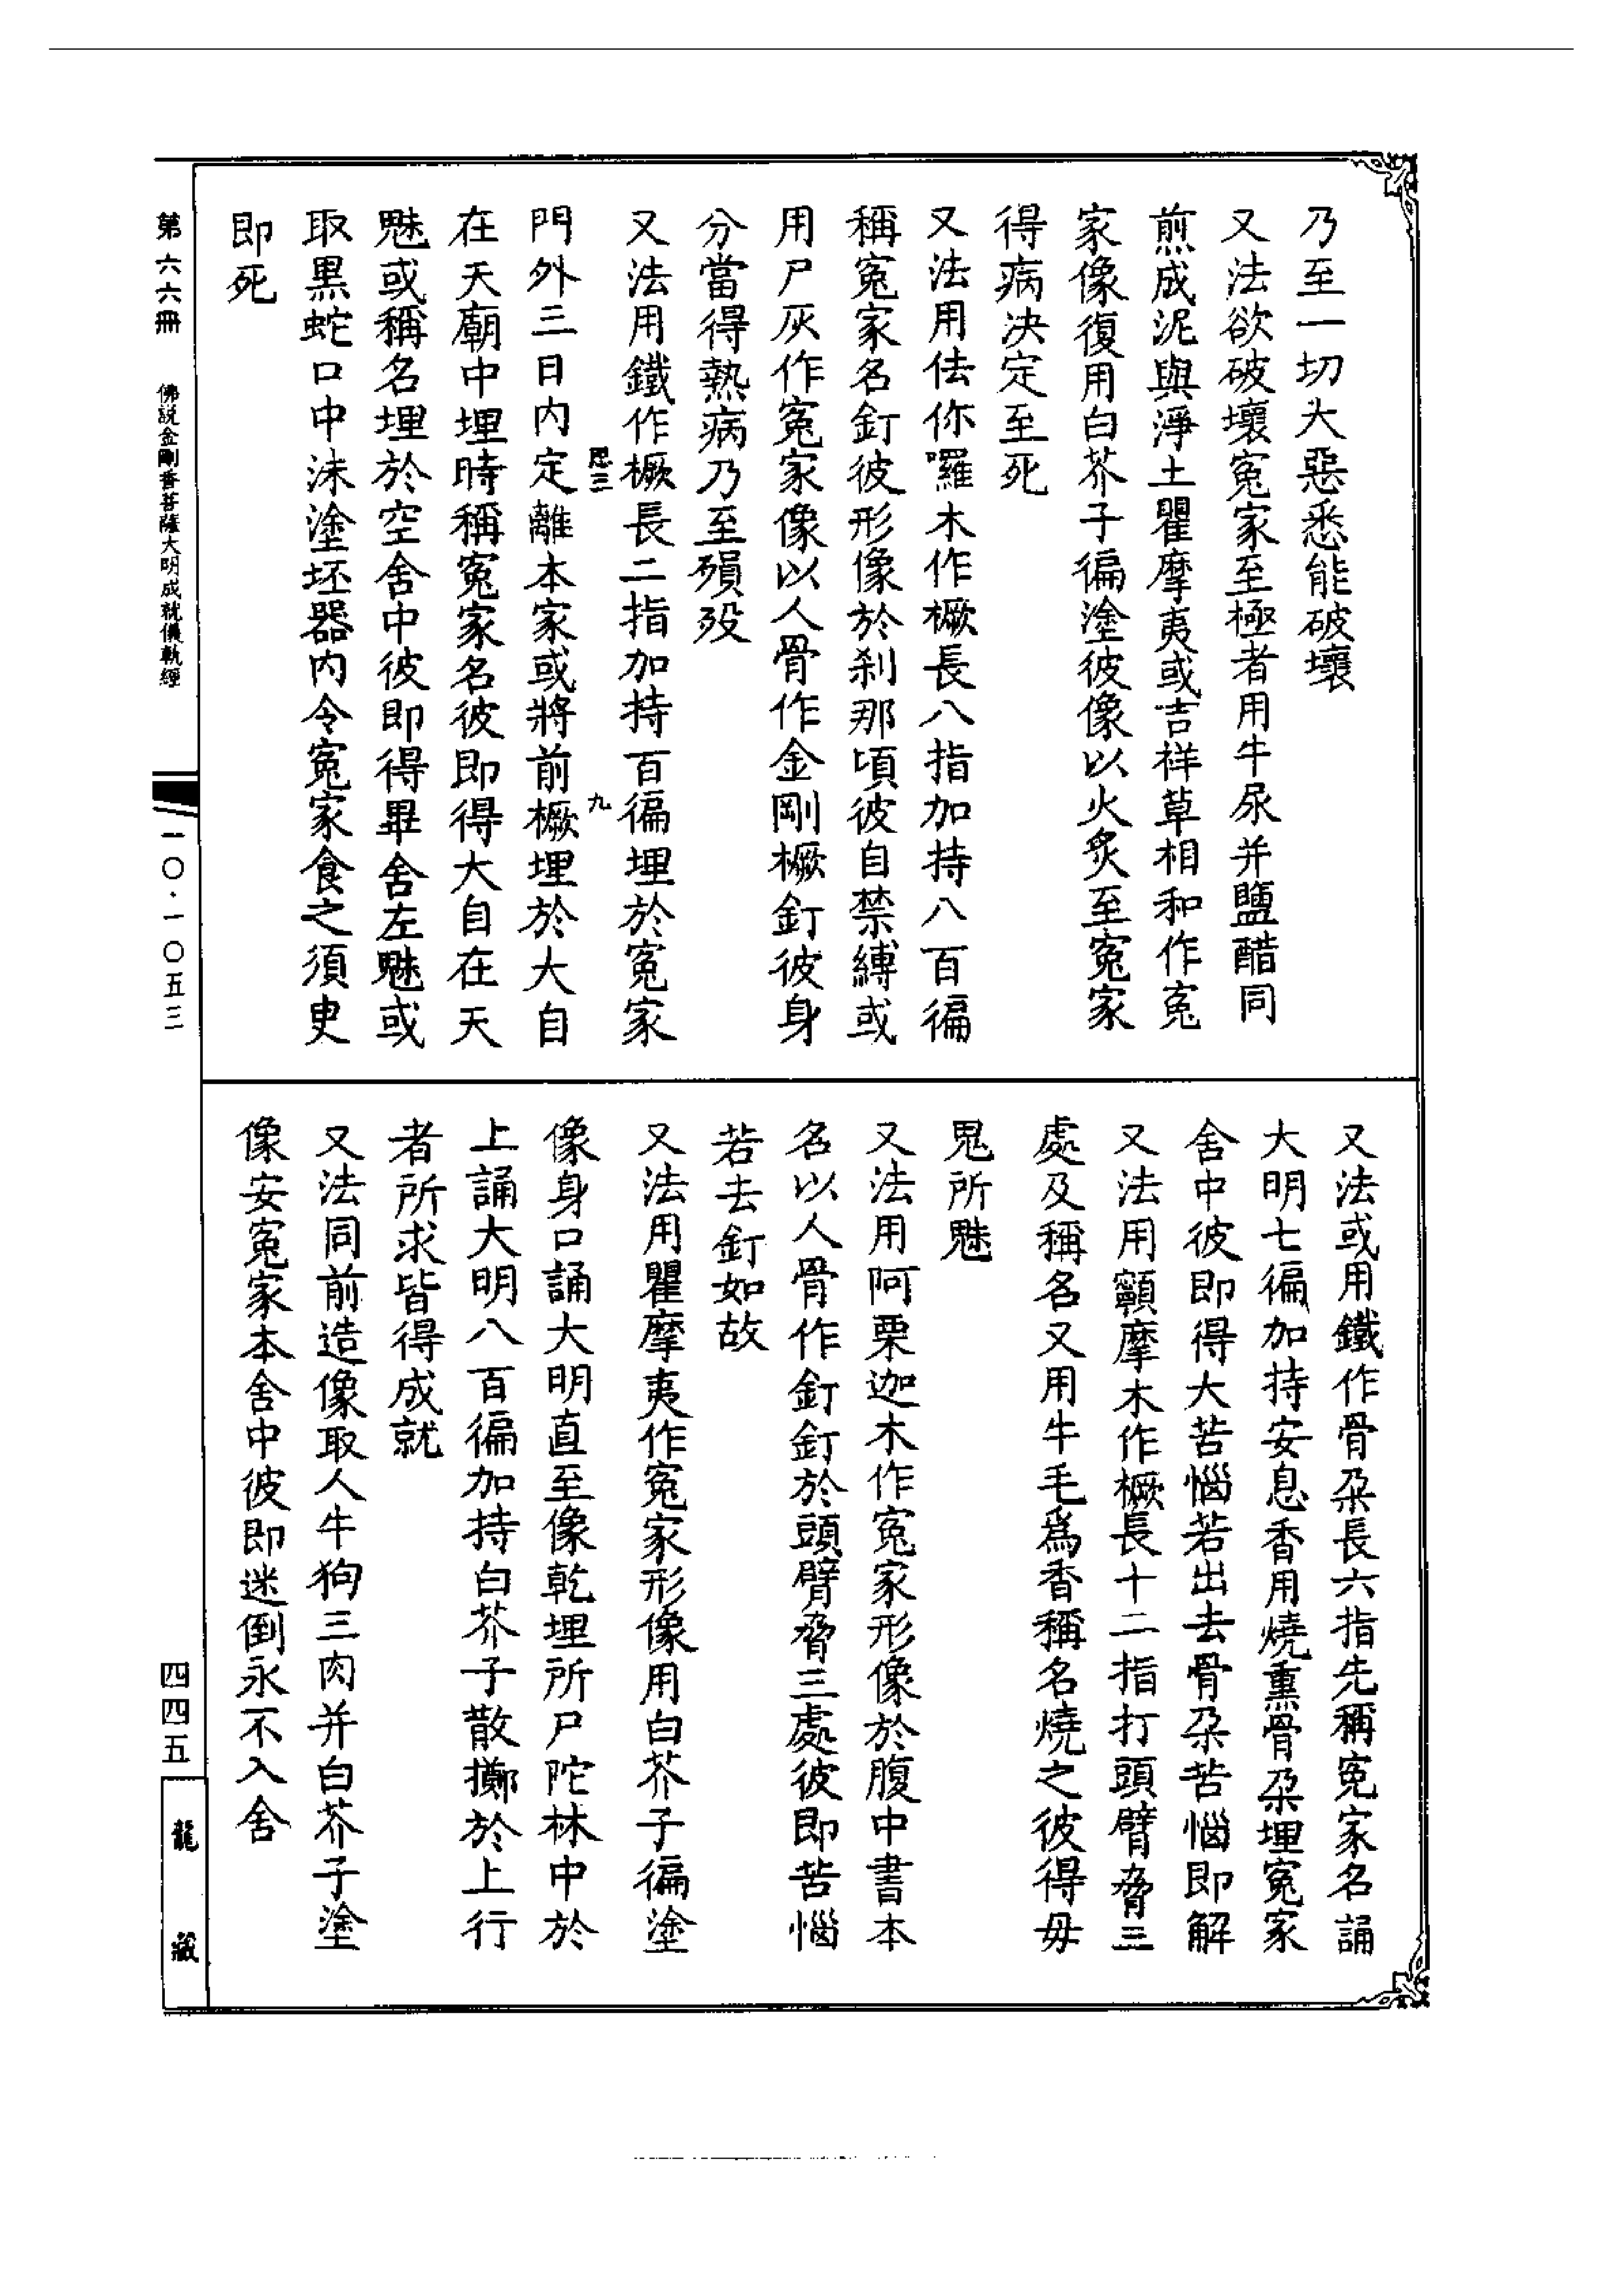 乃至一切大惡悉能破壞
又法欲破壞寃家至極者用牛尿并鹽醋同
煎成泥與淨土瞿摩夷或吉祥草相和作寃
家像復用白芥子徧塗彼像以火炙至寃家
得病決定至死
又法用佉你囉木作橛長八指加持八百徧
稱寃家名釘彼形像於刹那頃彼自禁縛或
用尸灰作寃家像以人骨作金剛橛釘彼身
分當得熱病乃至殞歿
又法用鐵作橛長二指加持百徧埋於寃家
思三 九
門外三日內定離本家或將前橛埋於大自
在天廟中埋時稱寃家名彼即得大自在天
魅或稱名埋於空舍中彼即得畢舍左魅或
取黑蛇口中沫塗坯器內令寃家食之須臾
即死
又法或用鐵作骨朶長六指先稱寃家名誦
大明七徧加持安息香用燒熏骨朶埋寃家
舍中彼即得大苦惱若出去骨朶苦惱即解
又法用顙摩木作橛長十二指打頭臂脅三
處及稱名又用牛毛為香稱名燒之彼得毋
鬼所魅
又法用阿栗迦木作寃家形像於腹中書本
名以人骨作釘釘於頭臂脅三處彼即苦惱
若去釘如故
又法用瞿摩夷作寃家形像用白芥子徧塗
像身口誦大明直至像乾埋所尸陀林中於
上誦大明八百徧加持白芥子散擲於上行
者所求皆得成就
又法同前造像取人牛狗三肉并白芥子塗
像安寃家本舍中彼即迷倒永不入舍
第六六冊 佛説金剛香菩薩大明成就儀軌經
一〇·一〇五三
四四五
龍藏